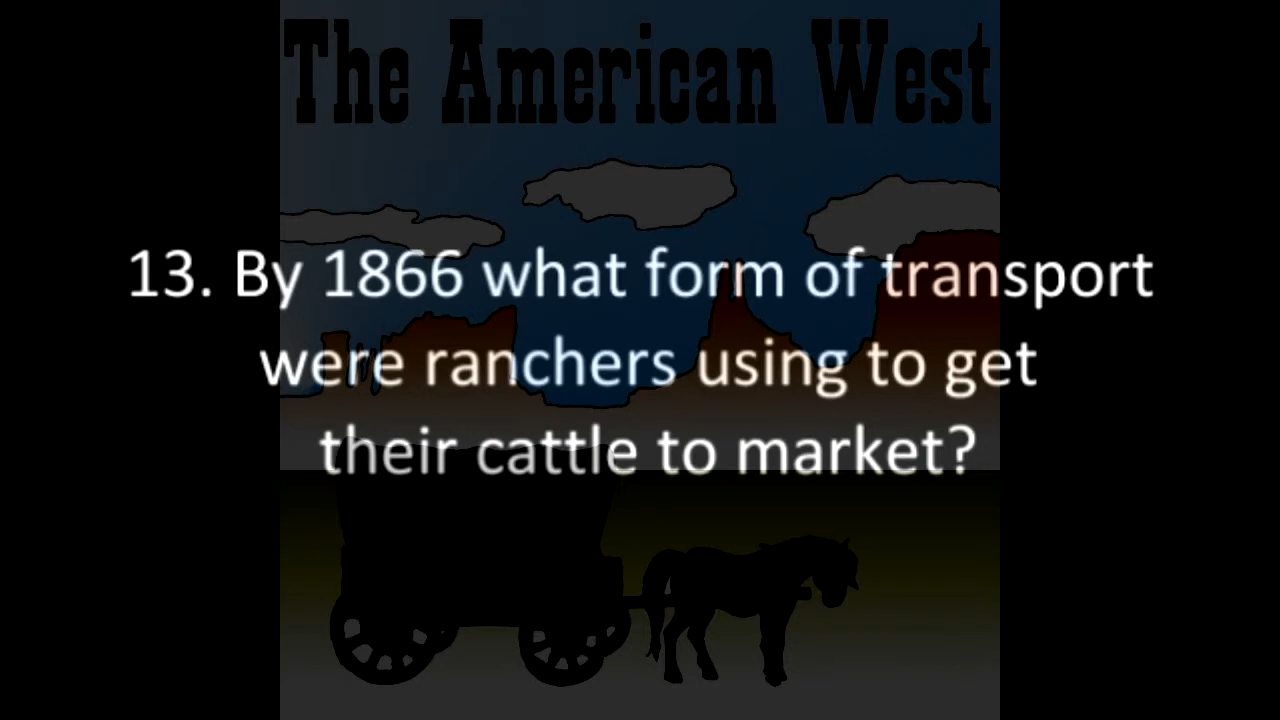 The American West
13. By 1866 what form of transport
were ranchers using to get
their cattle to market?